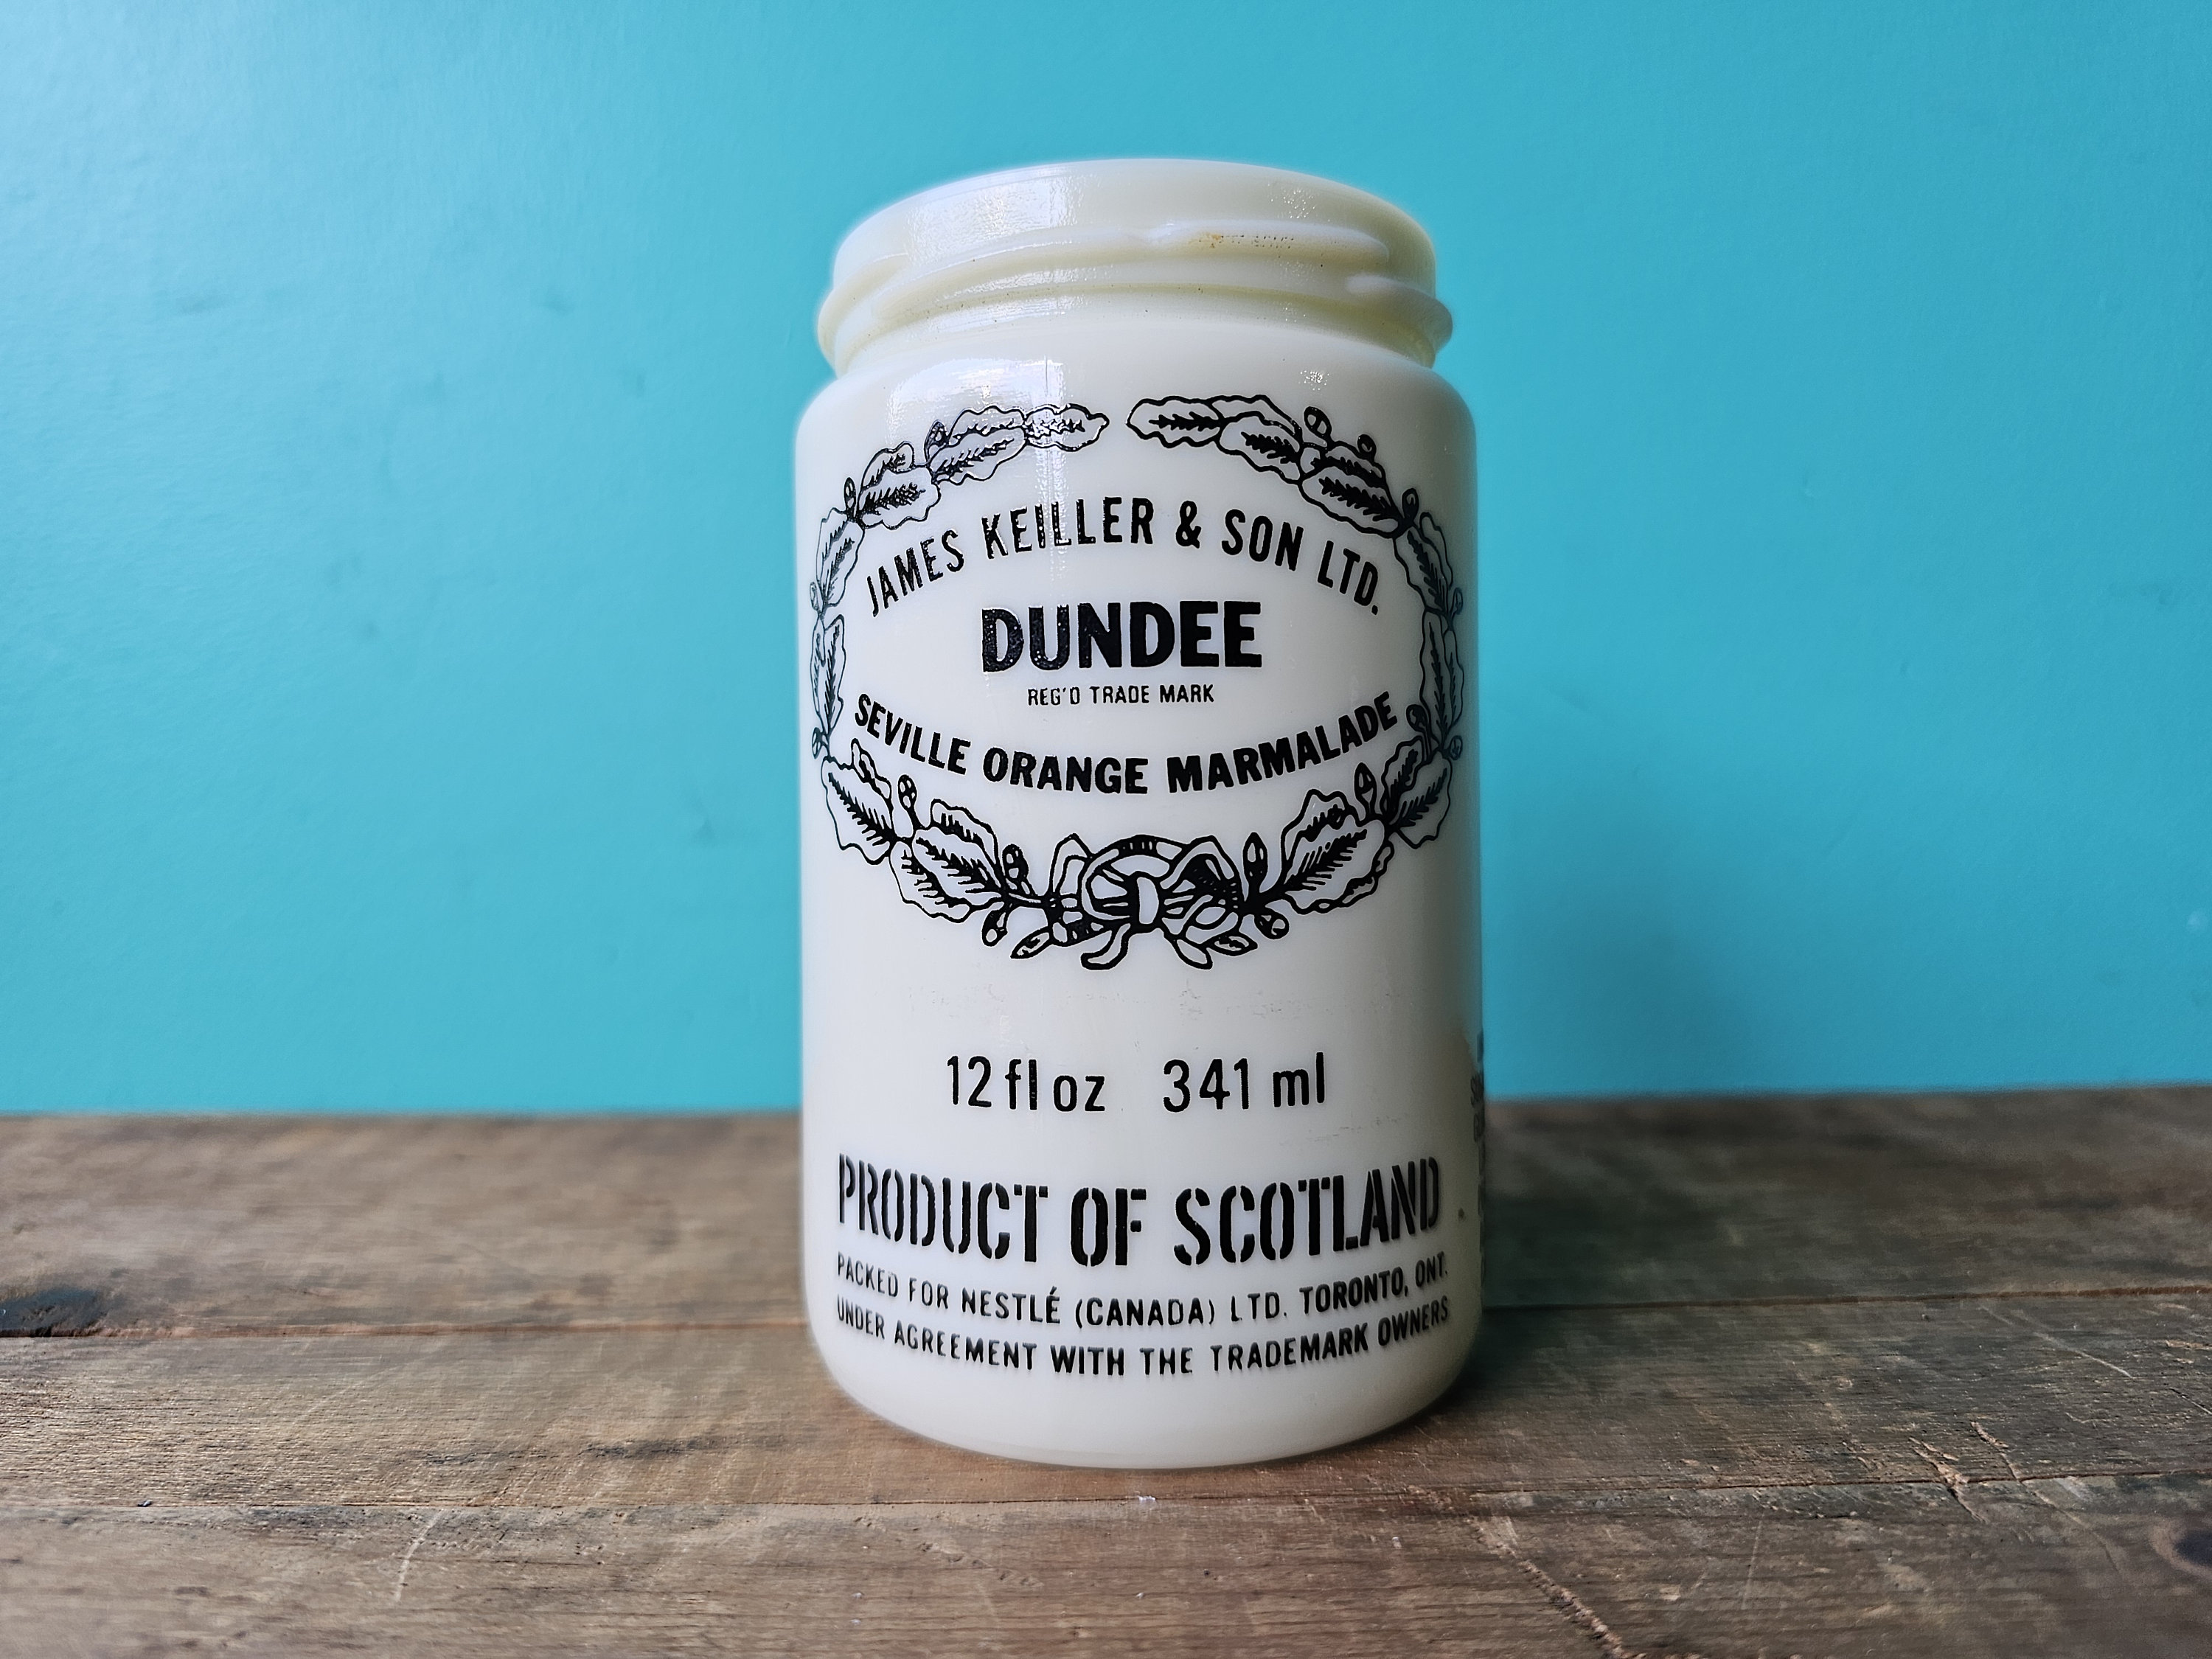 JAMES KEILLER & SON LTD.
DUNDEE
REG'D TRADE MARK
SEVILLE ORANGE MARMALADE
12 fl oz 341 ml
PRODUCT OF SCOTLAND
PACKED FOR NESTLÉ (CANADA) LTD. TORONTO, ONT.
UNDER AGREEMENT WITH THE TRADEMARK OWNERS